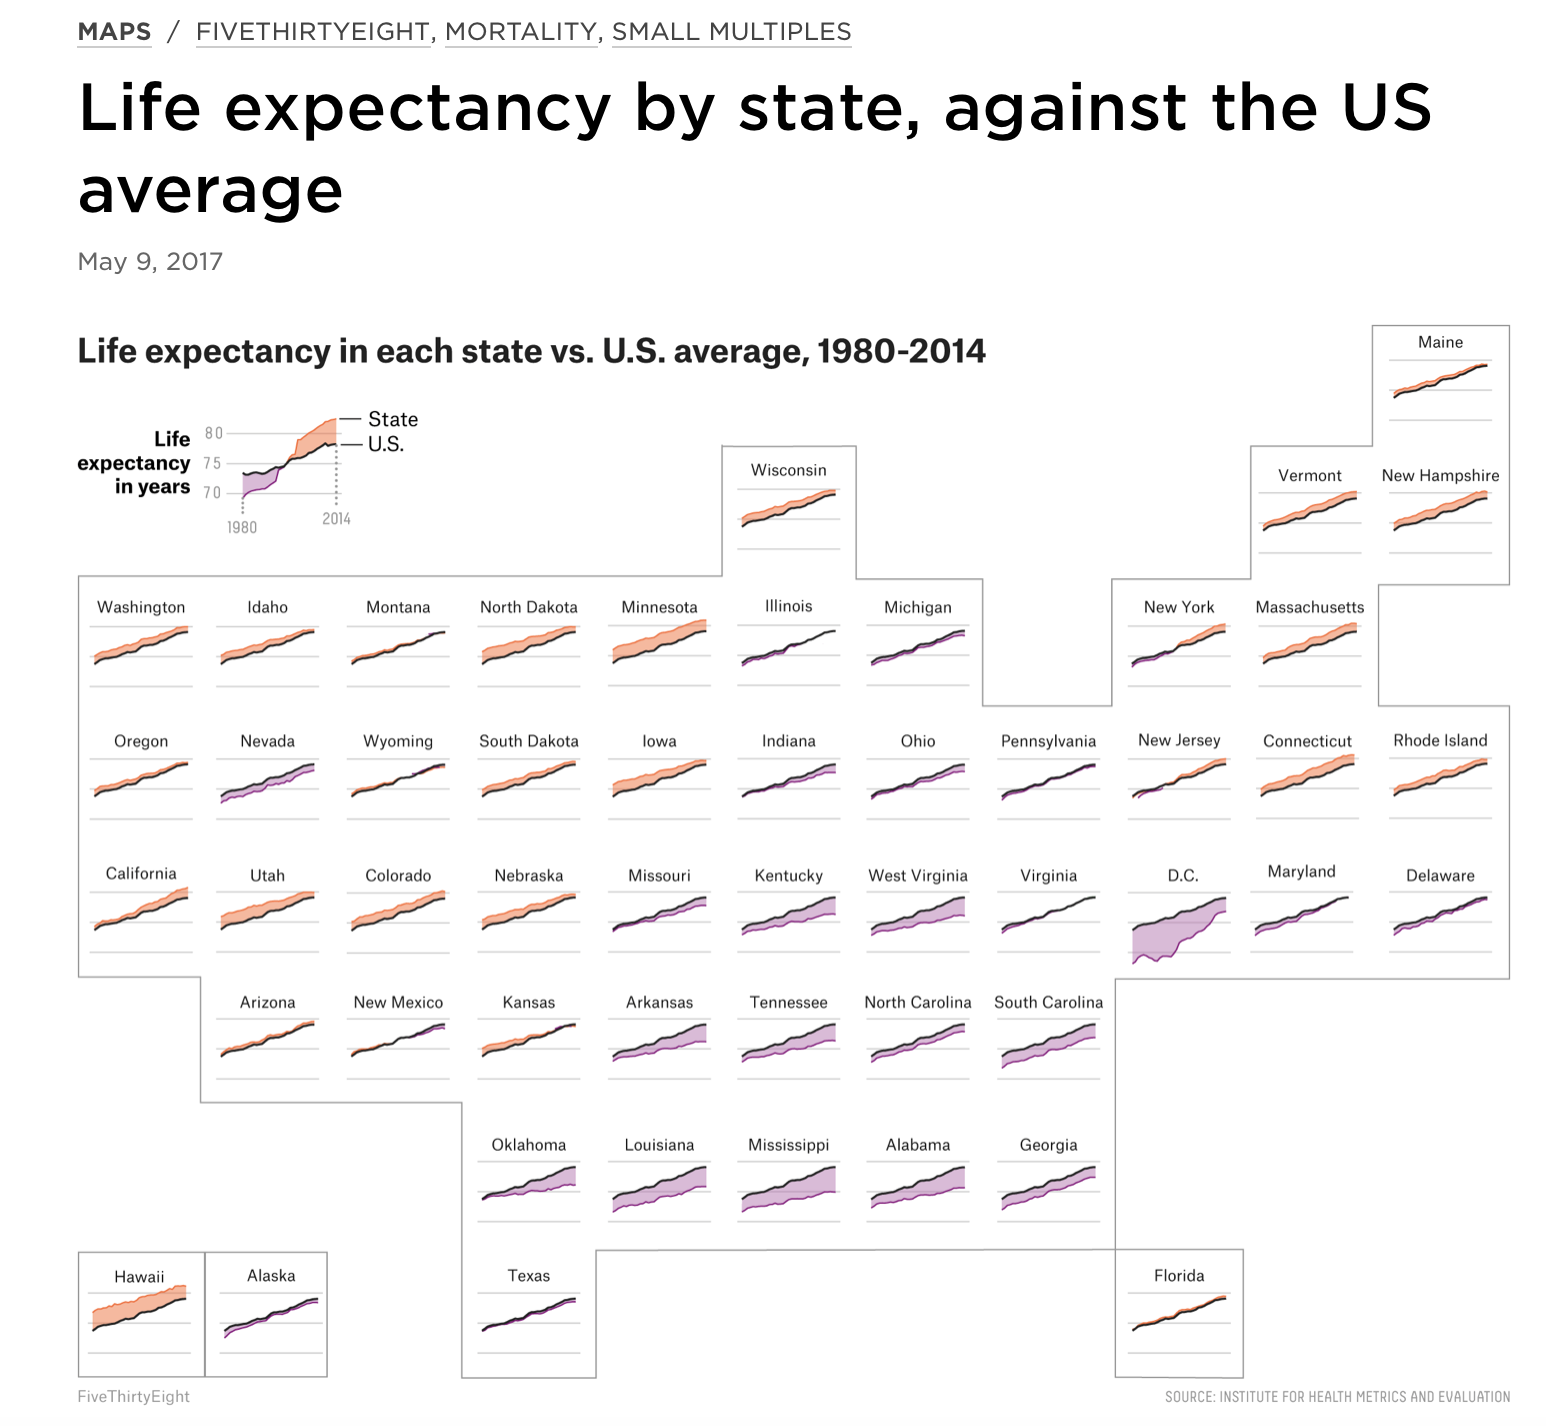 MAPS / FIVETHIRTYEIGHT, MORTALITY, SMALL MULTIPLES
Life expectancy by state, against the US
average
May 9, 2017
Life expectancy in each state vs. U.S. average, 1980-2014
Life
expectancy
in years
80
75
70
State
U.S.
1980
2014
Maine
Wisconsin
Vermont
New Hampshire
Washington
Idaho
Montana
North Dakota
Minnesota
Illinois
Michigan
New York
Massachusetts
Oregon
Nevada
Wyoming
South Dakota
Iowa
Indiana
Ohio
Pennsylvania
New Jersey
Connecticut
Rhode Island
California
Utah
Colorado
Nebraska
Missouri
Kentucky
West Virginia
Virginia
D.C.
Maryland
Delaware
Arizona
New Mexico
Kansas
Arkansas
Tennessee
North Carolina
South Carolina
Oklahoma
Louisiana
Mississippi
Alabama
Georgia
Hawaii
Alaska
Texas
Florida
FiveThirtyEight
SOURCE: INSTITUTE FOR HEALTH METRICS AND EVALUATION